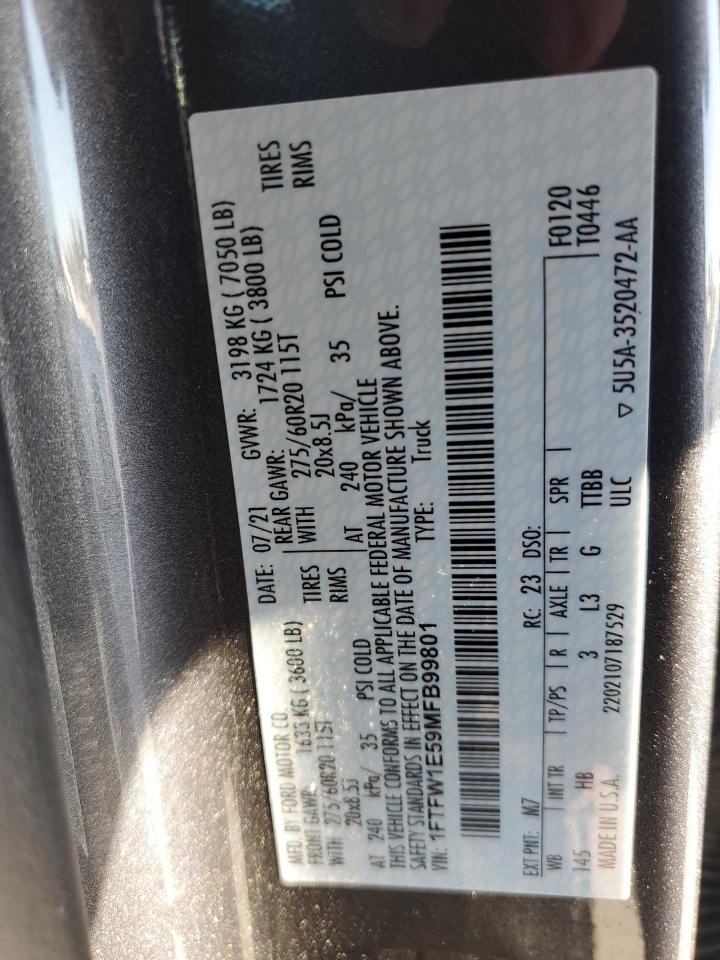 MFD. BY FORD MOTOR CO.
DATE: 07/21 GVWR: 3198 KG ( 7050 LB)
FRONT GAWR: 1633 KG ( 3600 LB) REAR GAWR: 1724 KG ( 3800 LB)
WITH 275/60R20 115T TIRES WITH 275/60R20 115T TIRES
20x8.5J RIMS 20x8.5J RIMS
AT 240 kPa/ 35 PSI COLD AT 240 kPa/ 35 PSI COLD
THIS VEHICLE CONFORMS TO ALL APPLICABLE FEDERAL MOTOR VEHICLE
SAFETY STANDARDS IN EFFECT ON THE DATE OF MANUFACTURE SHOWN ABOVE.
VIN: 1FTFW1E59MFB99801 TYPE: Truck
EXT PNT: M7 RC: 23 DSO: F0120
WB INT TR TP/PS R AXLE TR SPR T0446
145 HB 3 L3 G TTBB
MADE IN U.S.A. 2202107187529 ULC ▽ 5U5A-3520472-AA